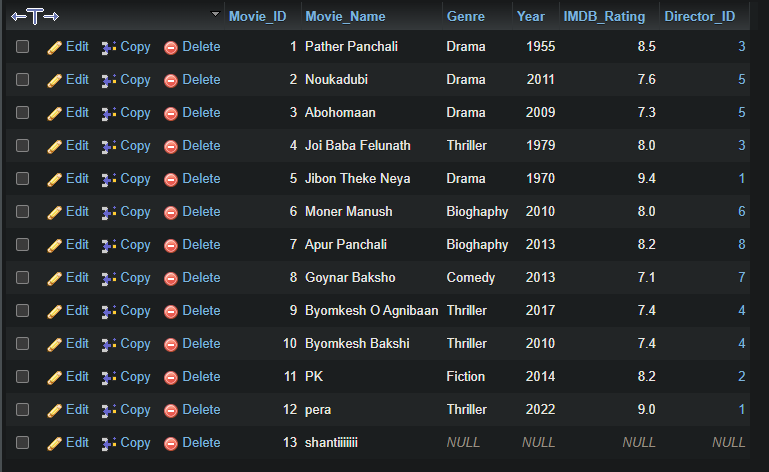 Movie_ID Movie_Name Genre Year IMDB_Rating Director_ID
Edit Copy Delete 1 Pather Panchali Drama 1955 8.5 3
Edit Copy Delete 2 Noukadubi Drama 2011 7.6 5
Edit Copy Delete 3 Abohomaan Drama 2009 7.3 5
Edit Copy Delete 4 Joi Baba Felunath Thriller 1979 8.0 3
Edit Copy Delete 5 Jibon Theke Neya Drama 1970 9.4 1
Edit Copy Delete 6 Moner Manush Bioghaphy 2010 8.0 6
Edit Copy Delete 7 Apur Panchali Bioghaphy 2013 8.2 8
Edit Copy Delete 8 Goynar Baksho Comedy 2013 7.1 7
Edit Copy Delete 9 Byomkesh O Agnibaan Thriller 2017 7.4 4
Edit Copy Delete 10 Byomkesh Bakshi Thriller 2010 7.4 4
Edit Copy Delete 11 PK Fiction 2014 8.2 2
Edit Copy Delete 12 pera Thriller 2022 9.0 1
Edit Copy Delete 13 shantiiiiiii NULL NULL NULL NULL